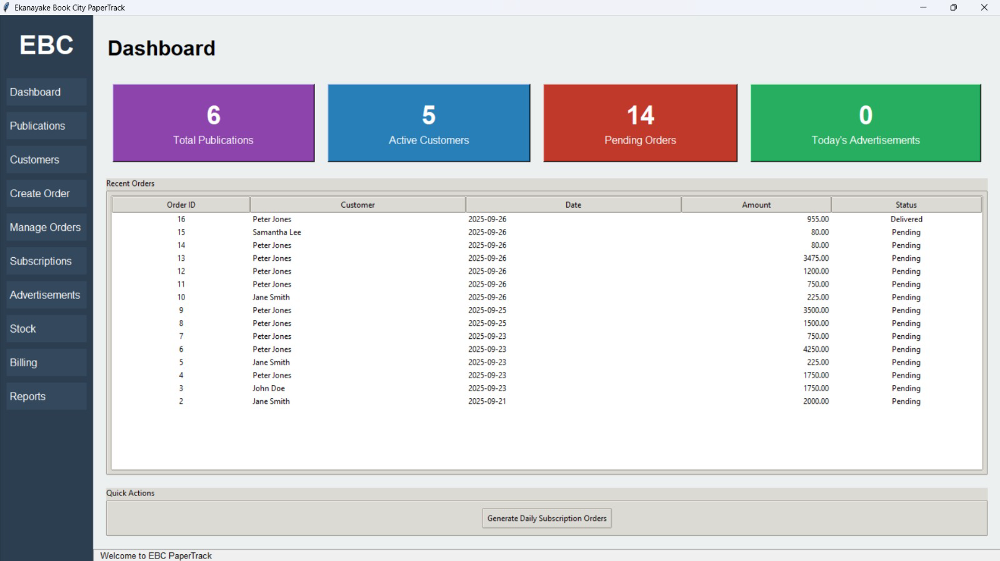 Ekanayake Book City PaperTrack
EBC
Dashboard
Publications
Customers
Create Order
Manage Orders
Subscriptions
Advertisements
Stock
Billing
Reports
Dashboard
6
Total Publications
5
Active Customers
14
Pending Orders
0
Today's Advertisements
Recent Orders
Order ID Customer Date Amount Status
16 Peter Jones 2025-09-26 955.00 Delivered
15 Samantha Lee 2025-09-26 80.00 Pending
14 Peter Jones 2025-09-26 80.00 Pending
13 Peter Jones 2025-09-26 3475.00 Pending
12 Peter Jones 2025-09-26 1200.00 Pending
11 Peter Jones 2025-09-26 750.00 Pending
10 Jane Smith 2025-09-26 225.00 Pending
9 Peter Jones 2025-09-25 3500.00 Pending
8 Peter Jones 2025-09-25 1500.00 Pending
7 Peter Jones 2025-09-23 750.00 Pending
6 Peter Jones 2025-09-23 4250.00 Pending
5 Jane Smith 2025-09-23 225.00 Pending
4 Peter Jones 2025-09-23 1750.00 Pending
3 John Doe 2025-09-23 1750.00 Pending
2 Jane Smith 2025-09-21 2000.00 Pending
Quick Actions
Generate Daily Subscription Orders
Welcome to EBC PaperTrack